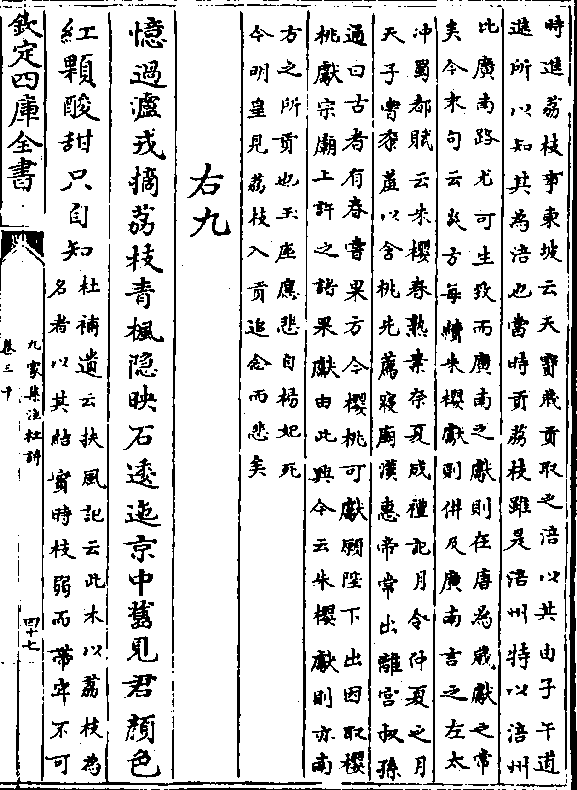 時進荔枝事東坡云天寶歲貢取之涪以其由子午道
進所以知其為涪也當時貢荔枝雖是涪州特以涪州
比廣南路尤可生致而廣南之獻則在唐為歲獻之常
矣今末句云炎方每續朱櫻獻則併及廣南言之左太
冲蜀都賦云朱櫻春熟素柰夏成禮記月令仲夏之月
天子嘗黍羞以含桃先薦寢廟漢惠帝常出離宮叔孫
通曰古者有春嘗果方今櫻桃可獻願陛下出因取櫻
桃獻宗廟上許之諸果獻由此興今云朱櫻獻則亦南
方之所貢也玉座應悲自楊妃死
今明皇見荔枝入貢追念而悲矣
右九
憶過瀘戎摘荔枝青楓隐映石逶迤京中舊見君顏色
紅顆酸甜只自知
杜補遺云扶風記云此木以荔枝為
名者以其結實時枝弱而蔕牢不可
欽定四庫全書
九家集注杜詩
卷三十
四十七